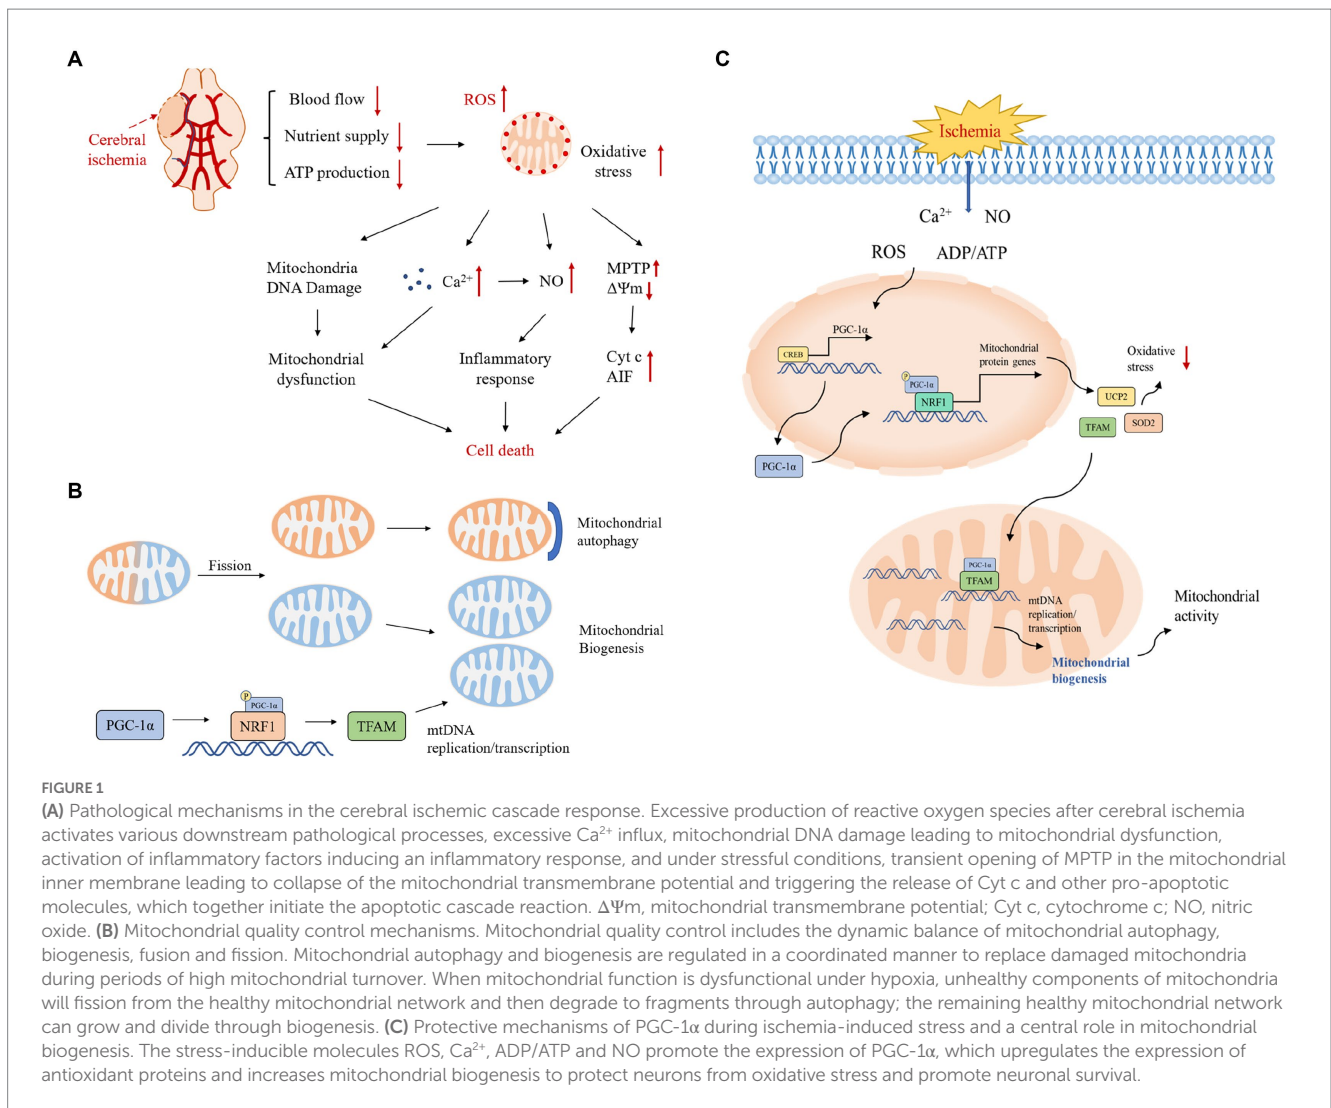 A
Cerebral
ischemia
Blood flow
Nutrient supply
ATP production
ROS
Oxidative
stress
Mitochondria
DNA Damage
Ca²⁺
NO
MPTP
ΔΨm
Mitochondrial
dysfunction
Inflammatory
response
Cyt c
AIF
Cell death
B
Fission
Mitochondrial
autophagy
Mitochondrial
Biogenesis
PGC-1α
P
PGC-1α
NRF1
TFAM
mtDNA
replication/transcription
C
Ischemia
Ca²⁺ NO
ROS ADP/ATP
CREB
PGC-1α
P
PGC-1α
NRF1
Mitochondrial
protein genes
Oxidative
stress
UCP2
SOD2
TFAM
PGC-1α
PGC-1α
TFAM
mtDNA
replication/
transcription
Mitochondrial
biogenesis
Mitochondrial
activity
FIGURE 1
(A) Pathological mechanisms in the cerebral ischemic cascade response. Excessive production of reactive oxygen species after cerebral ischemia
activates various downstream pathological processes, excessive Ca²⁺ influx, mitochondrial DNA damage leading to mitochondrial dysfunction,
activation of inflammatory factors inducing an inflammatory response, and under stressful conditions, transient opening of MPTP in the mitochondrial
inner membrane leading to collapse of the mitochondrial transmembrane potential and triggering the release of Cyt c and other pro-apoptotic
molecules, which together initiate the apoptotic cascade reaction. ΔΨm, mitochondrial transmembrane potential; Cyt c, cytochrome c; NO, nitric
oxide. (B) Mitochondrial quality control mechanisms. Mitochondrial quality control includes the dynamic balance of mitochondrial autophagy,
biogenesis, fusion and fission. Mitochondrial autophagy and biogenesis are regulated in a coordinated manner to replace damaged mitochondria
during periods of high mitochondrial turnover. When mitochondrial function is dysfunctional under hypoxia, unhealthy components of mitochondria
will fission from the healthy mitochondrial network and then degrade to fragments through autophagy; the remaining healthy mitochondrial network
can grow and divide through biogenesis. (C) Protective mechanisms of PGC-1α during ischemia-induced stress and a central role in mitochondrial
biogenesis. The stress-inducible molecules ROS, Ca²⁺, ADP/ATP and NO promote the expression of PGC-1α, which upregulates the expression of
antioxidant proteins and increases mitochondrial biogenesis to protect neurons from oxidative stress and promote neuronal survival.